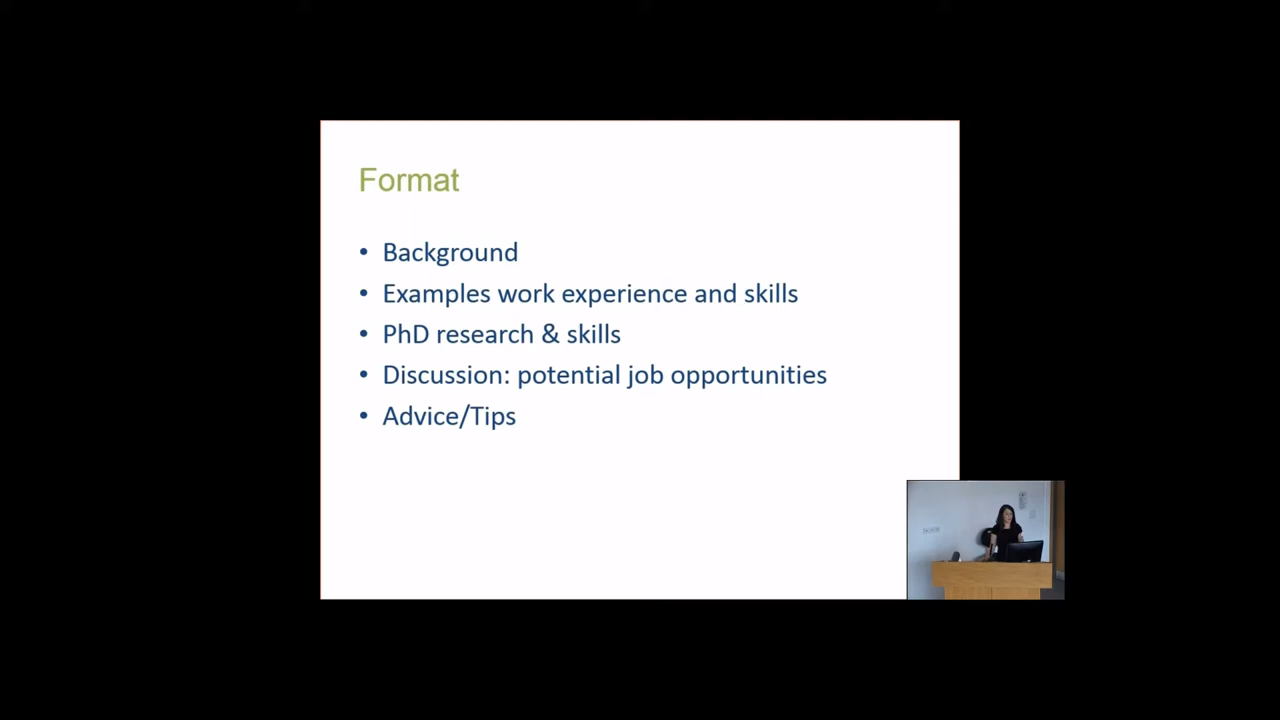 Format
• Background
• Examples work experience and skills
• PhD research & skills
• Discussion: potential job opportunities
• Advice/Tips